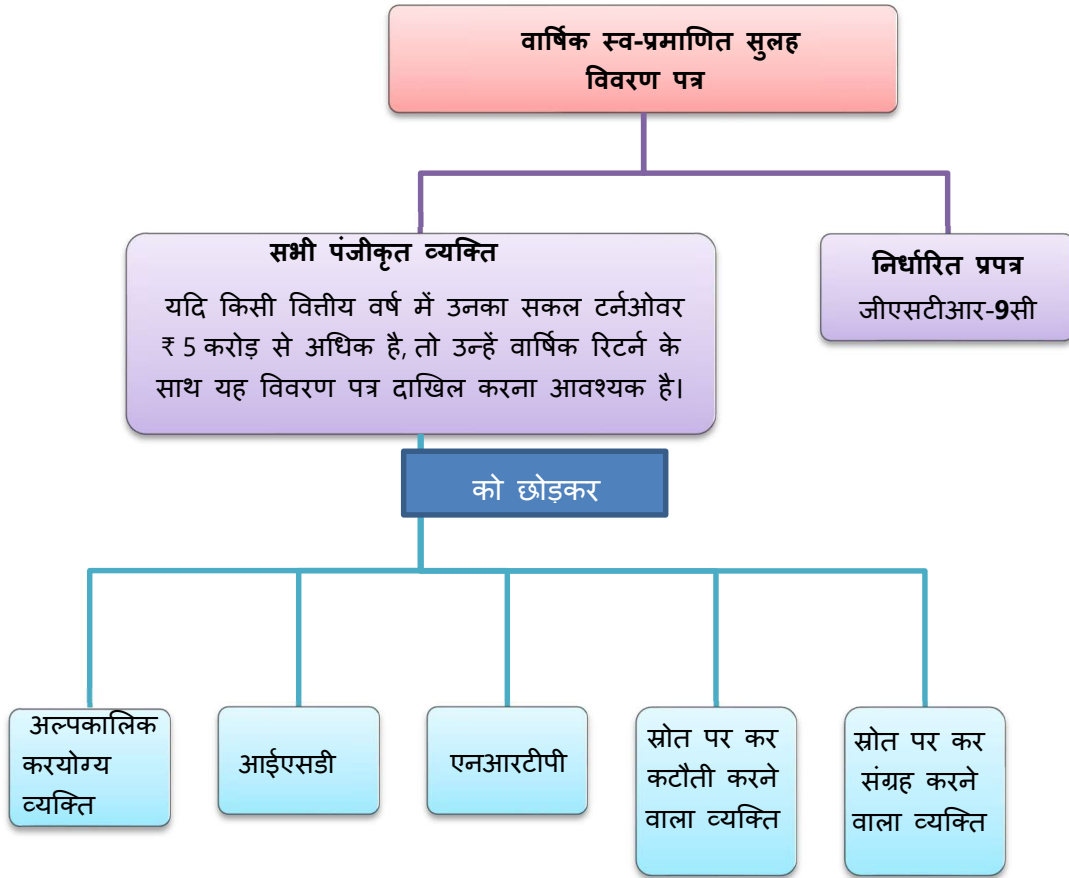 वार्षिक स्व-प्रमाणित सुलह
विवरण पत्र
सभी पंजीकृत व्यक्ति
यदि किसी वित्तीय वर्ष में उनका सकल टर्नओवर
₹ 5 करोड़ से अधिक है, तो उन्हें वार्षिक रिटर्न के
साथ यह विवरण पत्र दाखिल करना आवश्यक है।
निर्धारित प्रपत्र
जीएसटीआर-9सी
को छोड़कर
अल्पकालिक
करयोग्य
व्यक्ति
आईएसडी
एनआरटीपी
स्रोत पर कर
कटौती करने
वाला व्यक्ति
स्रोत पर कर
संग्रह करने
वाला व्यक्ति